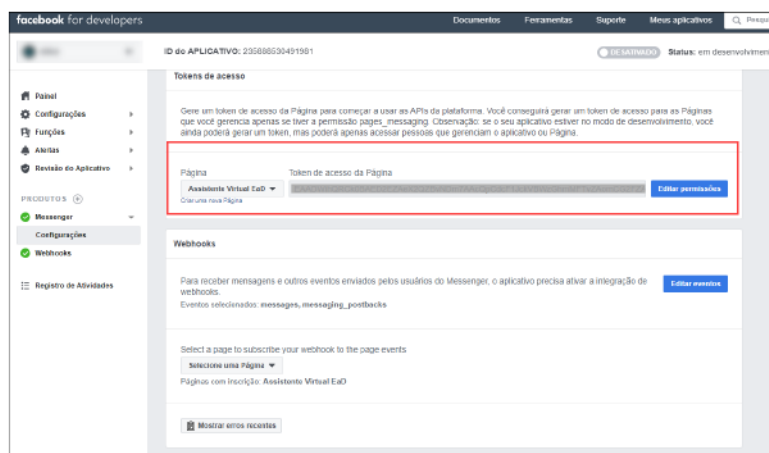 facebook for developers
Documentos Ferramentas Suporte Meus aplicativos
ID do APLICATIVO: 235888530491981
DESATIVADO Status: em desenvolvimen
Tokens de acesso
Painel
Configurações
Funções
Alertas
Revisão do Aplicativo
PRODUTOS
Messenger
Configurações
Webhooks
Registro de Atividades
Gere um token de acesso da Página para começar a usar as APIs da plataforma. Você conseguirá gerar um token de acesso para as Páginas
que você gerencia apenas se tiver a permissão pages_messaging. Observação: se o seu aplicativo estiver no modo de desenvolvimento, você
ainda poderá gerar um token, mas poderá apenas acessar pessoas que gerenciam o aplicativo ou Página.
Página Token de acesso da Página
Assistente Virtual EaD Editar permissões
Criar uma nova Página
Webhooks
Para receber mensagens e outros eventos enviados pelos usuários do Messenger, o aplicativo precisa ativar a integração de
webhooks.
Editar eventos
Eventos selecionados: messages, messaging_postbacks
Select a page to subscribe your webhook to the page events
Selecione uma Página
Páginas com inscrição: Assistente Virtual EaD
Mostrar erros recentes